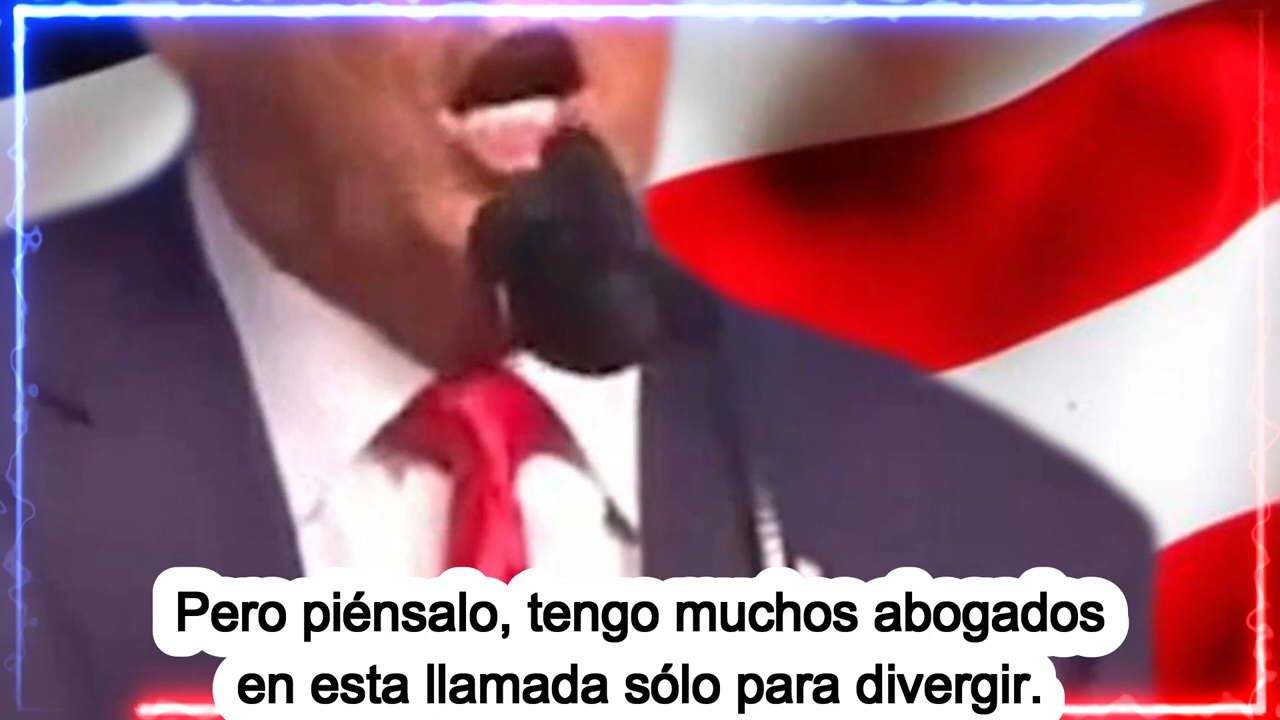 Pero piénsalo, tengo muchos abogados
en esta llamada sólo para divergir.